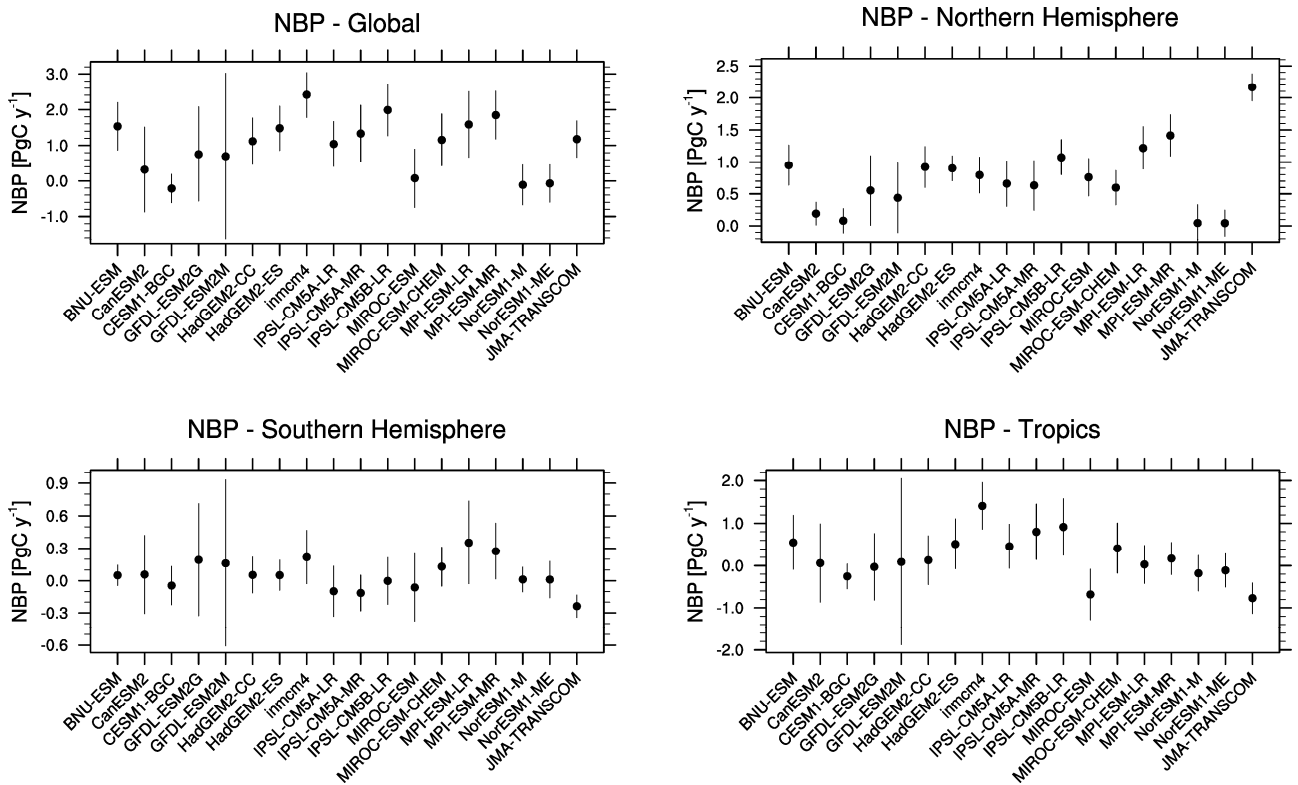 NBP - Global
NBP [PgC y-1]
3.0
2.0
1.0
0.0
-1.0
BNU-ESM
CanESM2
CESM1-BGC
GFDL-ESM2G
GFDL-ESM2M
HadGEM2-CC
HadGEM2-ES
inmcm4
IPSL-CM5A-LR
IPSL-CM5A-MR
IPSL-CM5B-LR
MIROC-ESM
MIROC-ESM-CHEM
MPI-ESM-LR
MPI-ESM-MR
NorESM1-M
NorESM1-ME
JMA-TRANSCOM
NBP - Northern Hemisphere
NBP [PgC y-1]
2.5
2.0
1.5
1.0
0.5
0.0
BNU-ESM
CanESM2
CESM1-BGC
GFDL-ESM2G
GFDL-ESM2M
HadGEM2-CC
HadGEM2-ES
inmcm4
IPSL-CM5A-LR
IPSL-CM5A-MR
IPSL-CM5B-LR
MIROC-ESM
MIROC-ESM-CHEM
MPI-ESM-LR
MPI-ESM-MR
NorESM1-M
NorESM1-ME
JMA-TRANSCOM
NBP - Southern Hemisphere
NBP [PgC y-1]
0.9
0.6
0.3
0.0
-0.3
-0.6
BNU-ESM
CanESM2
CESM1-BGC
GFDL-ESM2G
GFDL-ESM2M
HadGEM2-CC
HadGEM2-ES
inmcm4
IPSL-CM5A-LR
IPSL-CM5A-MR
IPSL-CM5B-LR
MIROC-ESM
MIROC-ESM-CHEM
MPI-ESM-LR
MPI-ESM-MR
NorESM1-M
NorESM1-ME
JMA-TRANSCOM
NBP - Tropics
NBP [PgC y-1]
2.0
1.0
0.0
-1.0
-2.0
BNU-ESM
CanESM2
CESM1-BGC
GFDL-ESM2G
GFDL-ESM2M
HadGEM2-CC
HadGEM2-ES
inmcm4
IPSL-CM5A-LR
IPSL-CM5A-MR
IPSL-CM5B-LR
MIROC-ESM
MIROC-ESM-CHEM
MPI-ESM-LR
MPI-ESM-MR
NorESM1-M
NorESM1-ME
JMA-TRANSCOM